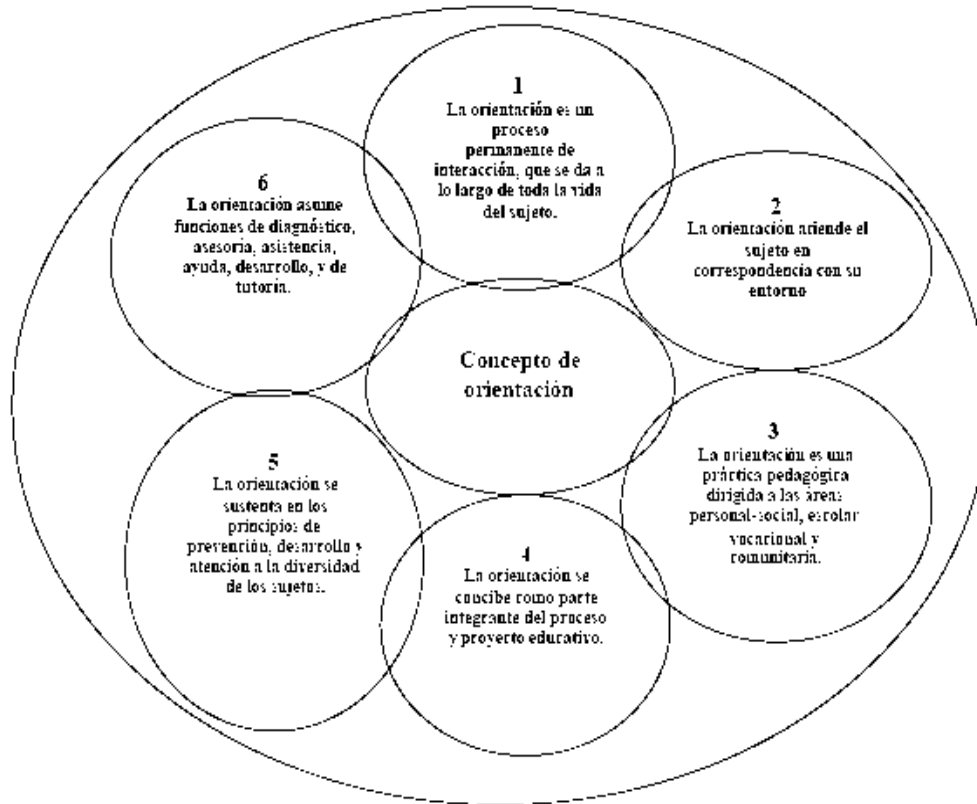 1
La orientación es un
proceso
permanente de
interacción, que se da a
lo largo de toda la vida
del sujeto.
2
La orientación atiende el
sujeto en
correspondencia con su
entorno
3
La orientación es una
práctica pedagógica
dirigida a las áreas
personal-social, escolar
vocacional y
comunitaria.
4
La orientación se
concibe como parte
integrante del proceso
y proyecto educativo.
5
La orientación se
sustenta en los
principios de
prevención, desarrollo y
atención a la diversidad
de los sujetos.
6
La orientación asume
funciones de diagnóstico,
asesoría, asistencia,
ayuda, desarrollo, y de
tutoría.
Concepto de
orientación